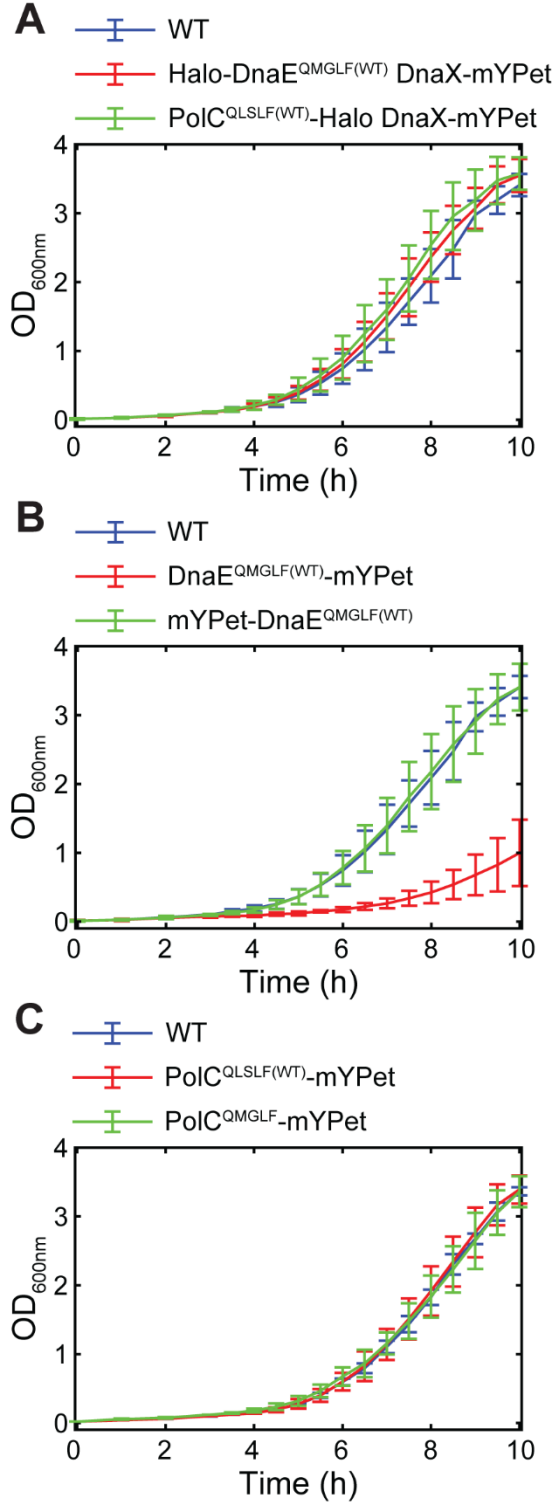 A
WT
Halo-DnaE^QMGLF(WT) DnaX-mYPet
PolC^QLSLF(WT)-Halo DnaX-mYPet
4
3
2
1
0
OD_600nm
0 2 4 6 8 10
Time (h)
B
WT
DnaE^QMGLF(WT)-mYPet
mYPet-DnaE^QMGLF(WT)
4
3
2
1
0
OD_600nm
0 2 4 6 8 10
Time (h)
C
WT
PolC^QLSLF(WT)-mYPet
PolC^QMGLF-mYPet
4
3
2
1
0
OD_600nm
0 2 4 6 8 10
Time (h)